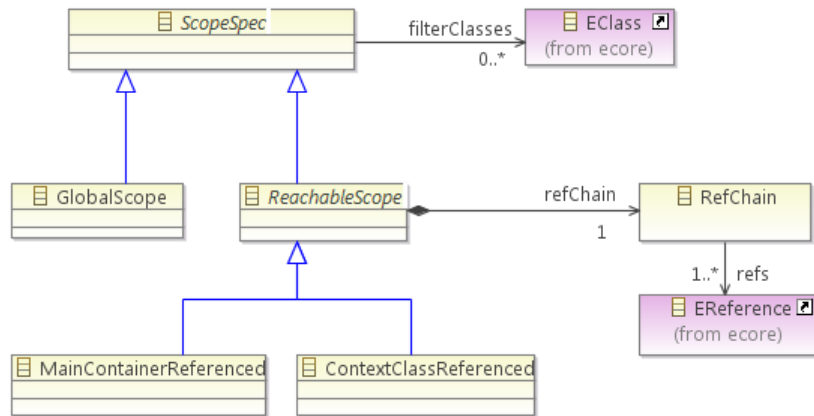 ScopeSpec
filterClasses
0..*
EClass
(from ecore)
GlobalScope
ReachableScope
refChain
1
RefChain
1..* refs
EReference
(from ecore)
MainContainerReferenced
ContextClassReferenced